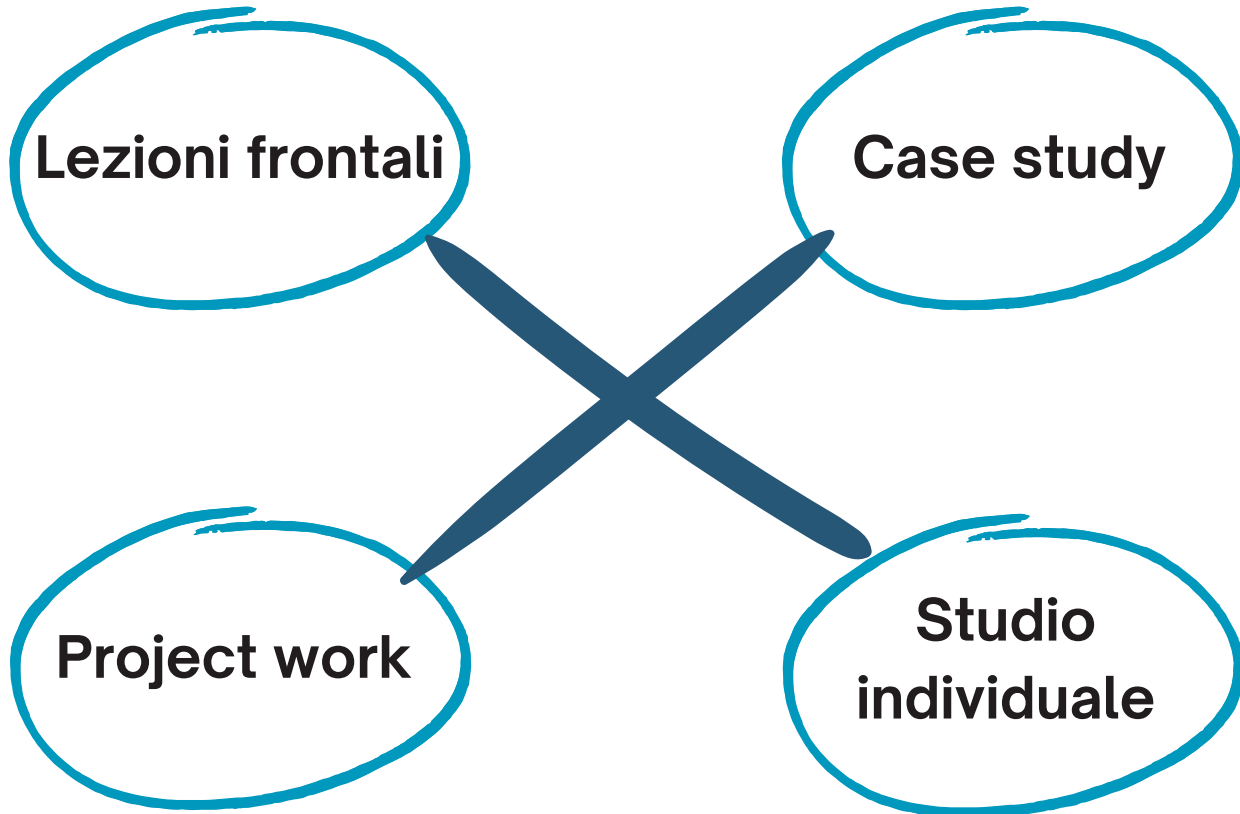 Lezioni frontali
Case study
Project work
Studio
individuale